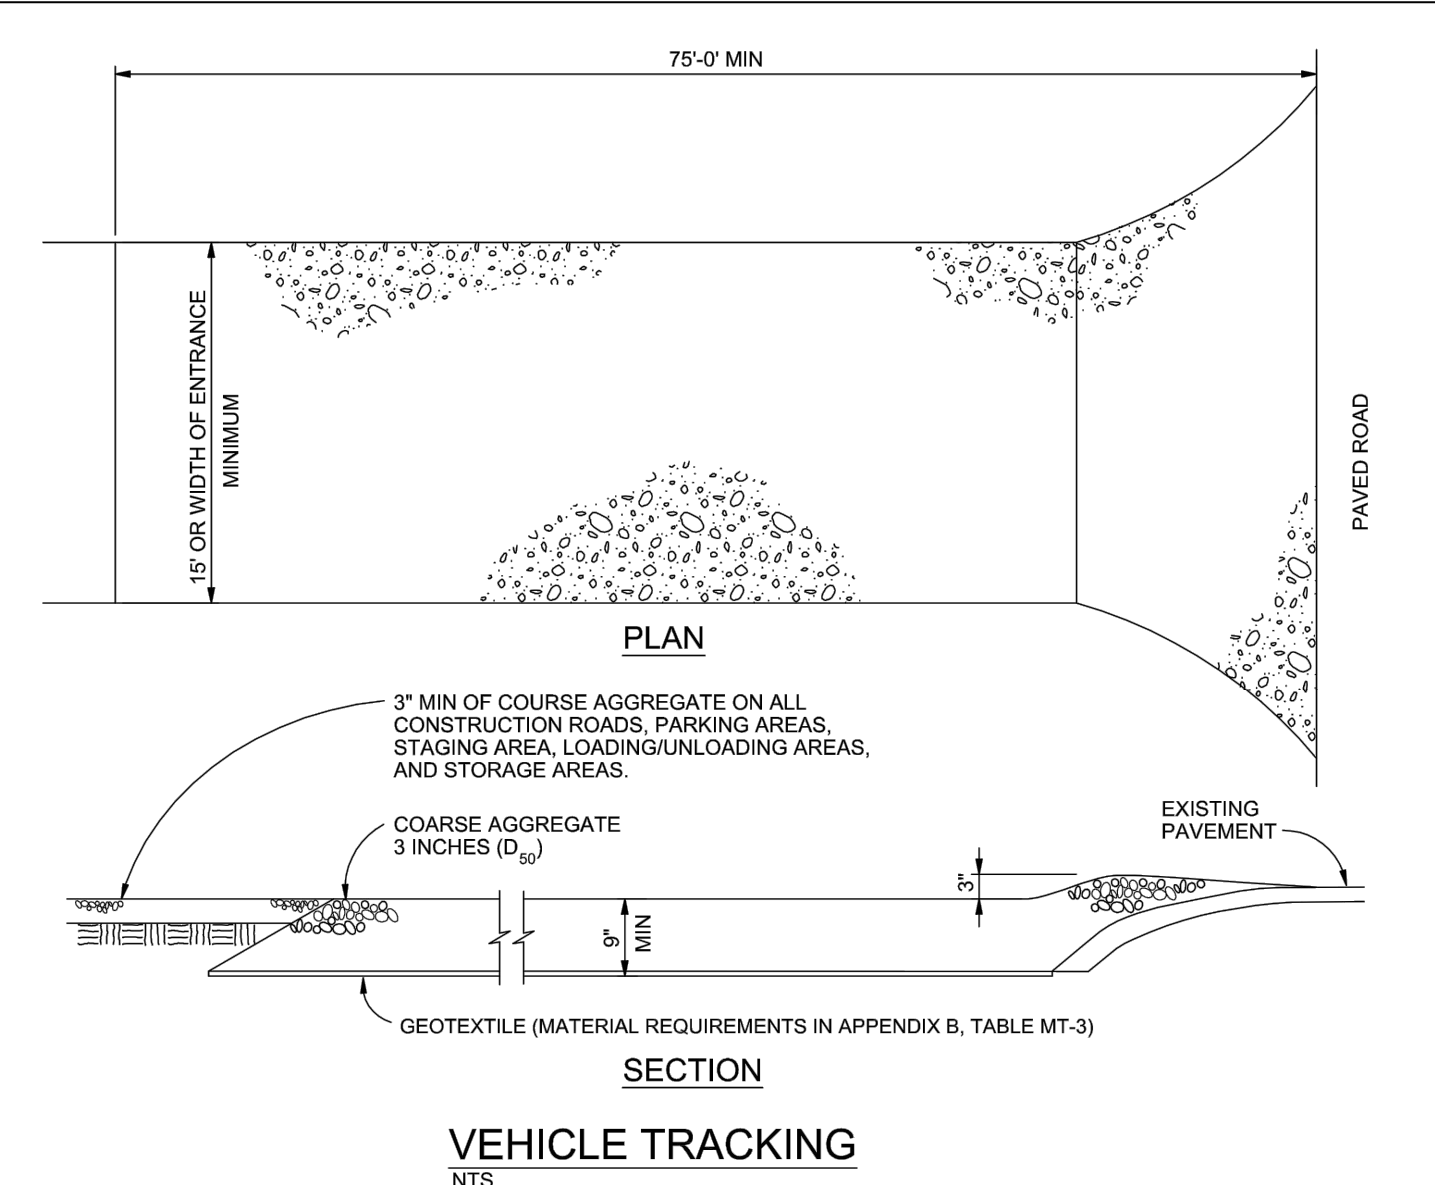 75'-0' MIN
15' OR WIDTH OF ENTRANCE
MINIMUM
PAVED ROAD
PLAN
3" MIN OF COURSE AGGREGATE ON ALL
CONSTRUCTION ROADS, PARKING AREAS,
STAGING AREA, LOADING/UNLOADING AREAS,
AND STORAGE AREAS.
COARSE AGGREGATE
3 INCHES (D50)
EXISTING
PAVEMENT
3"
9"
MIN
GEOTEXTILE (MATERIAL REQUIREMENTS IN APPENDIX B, TABLE MT-3)
SECTION
VEHICLE TRACKING
NTS